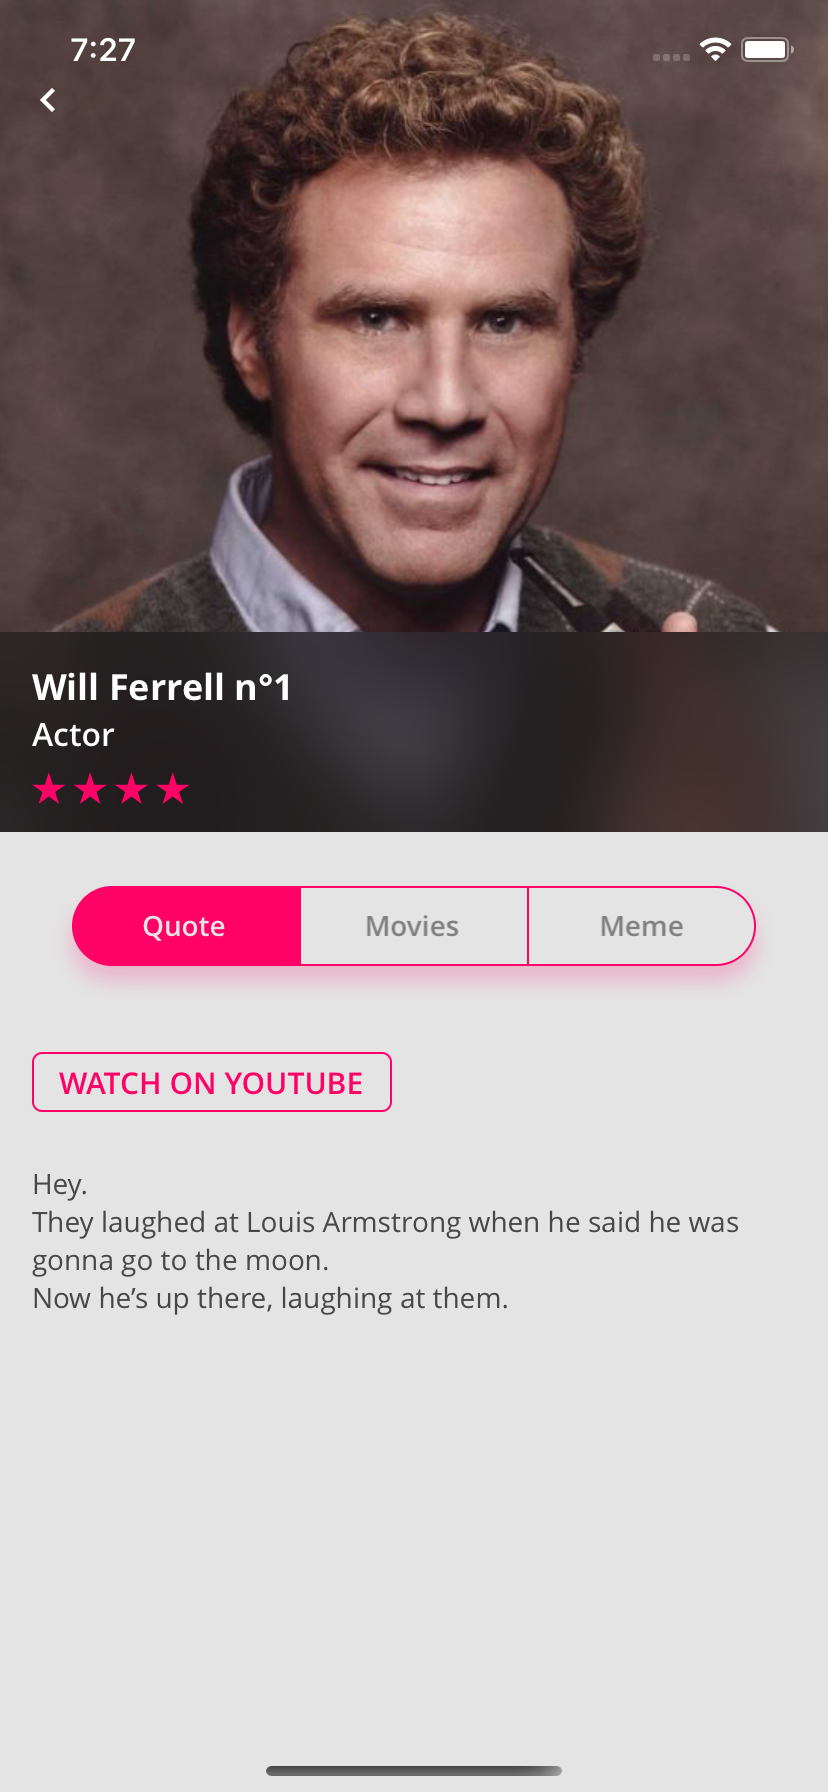 7:27
Will Ferrell n°1
Actor
Quote
Movies
Meme
WATCH ON YOUTUBE
Hey.
They laughed at Louis Armstrong when he said he was
gonna go to the moon.
Now he’s up there, laughing at them.